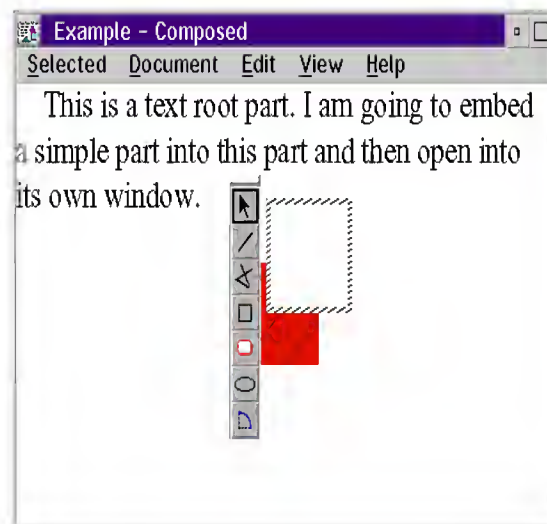 Example - Composed
Selected Document Edit View Help
This is a text root part. I am going to embed
a simple part into this part and then open into
its own window.